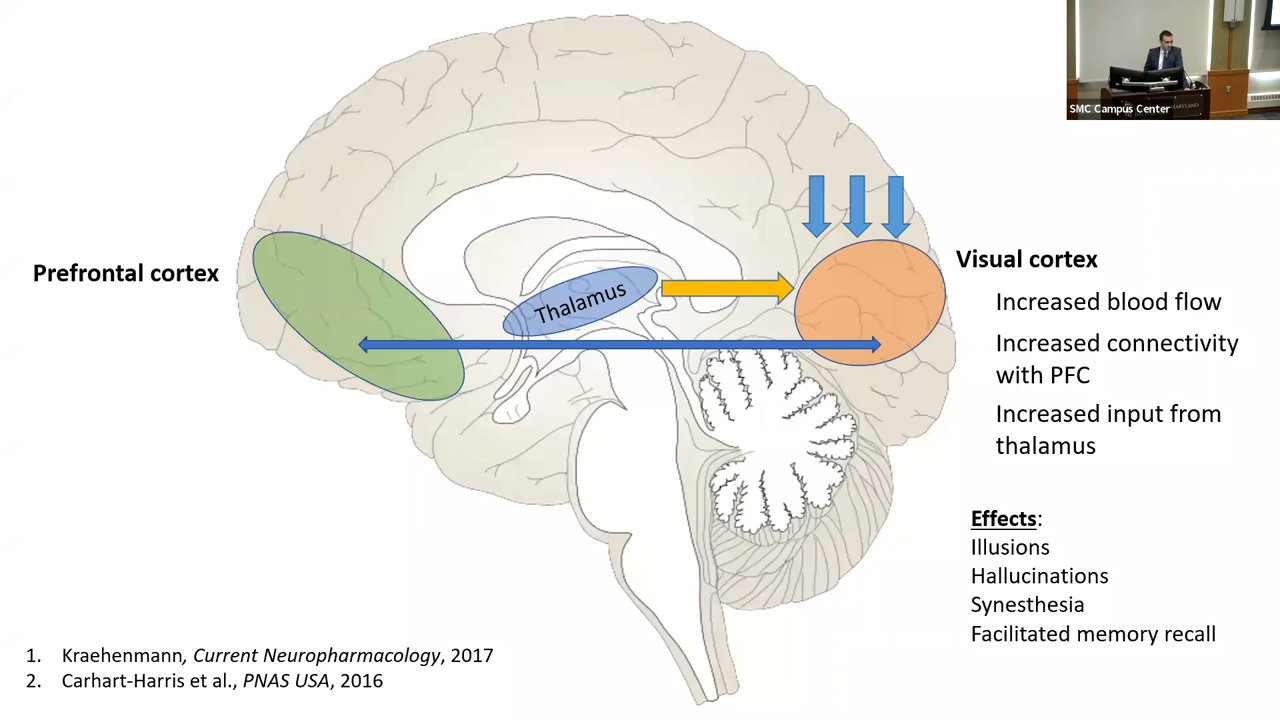 SMC Campus Center
Prefrontal cortex
Thalamus
Visual cortex
Increased blood flow
Increased connectivity
with PFC
Increased input from
thalamus
Effects:
Illusions
Hallucinations
Synesthesia
Facilitated memory recall
1. Kraehenmann, Current Neuropharmacology, 2017
2. Carhart-Harris et al., PNAS USA, 2016